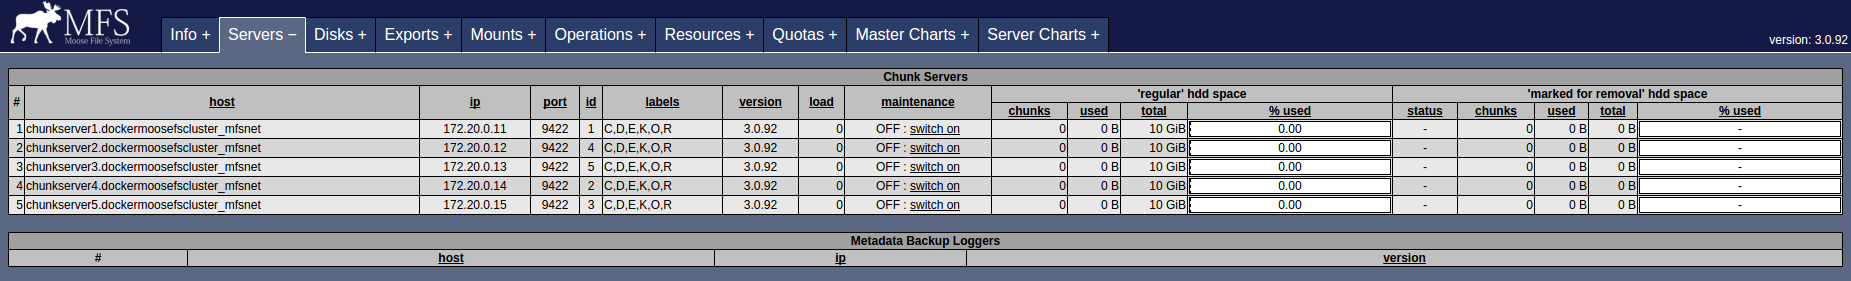 MFS
Moose File System
Info + Servers − Disks + Exports + Mounts + Operations + Resources + Quotas + Master Charts + Server Charts +
version: 3.0.92
Chunk Servers
# host ip port id labels version load maintenance 'regular' hdd space 'marked for removal' hdd space
chunks used total % used status chunks used total % used
1 chunkserver1.dockermoosefscluster_mfsnet 172.20.0.11 9422 1 C,D,E,K,O,R 3.0.92 0 OFF : switch on 0 0 B 10 GiB 0.00 - 0 0 B 0 B -
2 chunkserver2.dockermoosefscluster_mfsnet 172.20.0.12 9422 4 C,D,E,K,O,R 3.0.92 0 OFF : switch on 0 0 B 10 GiB 0.00 - 0 0 B 0 B -
3 chunkserver3.dockermoosefscluster_mfsnet 172.20.0.13 9422 5 C,D,E,K,O,R 3.0.92 0 OFF : switch on 0 0 B 10 GiB 0.00 - 0 0 B 0 B -
4 chunkserver4.dockermoosefscluster_mfsnet 172.20.0.14 9422 2 C,D,E,K,O,R 3.0.92 0 OFF : switch on 0 0 B 10 GiB 0.00 - 0 0 B 0 B -
5 chunkserver5.dockermoosefscluster_mfsnet 172.20.0.15 9422 3 C,D,E,K,O,R 3.0.92 0 OFF : switch on 0 0 B 10 GiB 0.00 - 0 0 B 0 B -
Metadata Backup Loggers
# host ip version